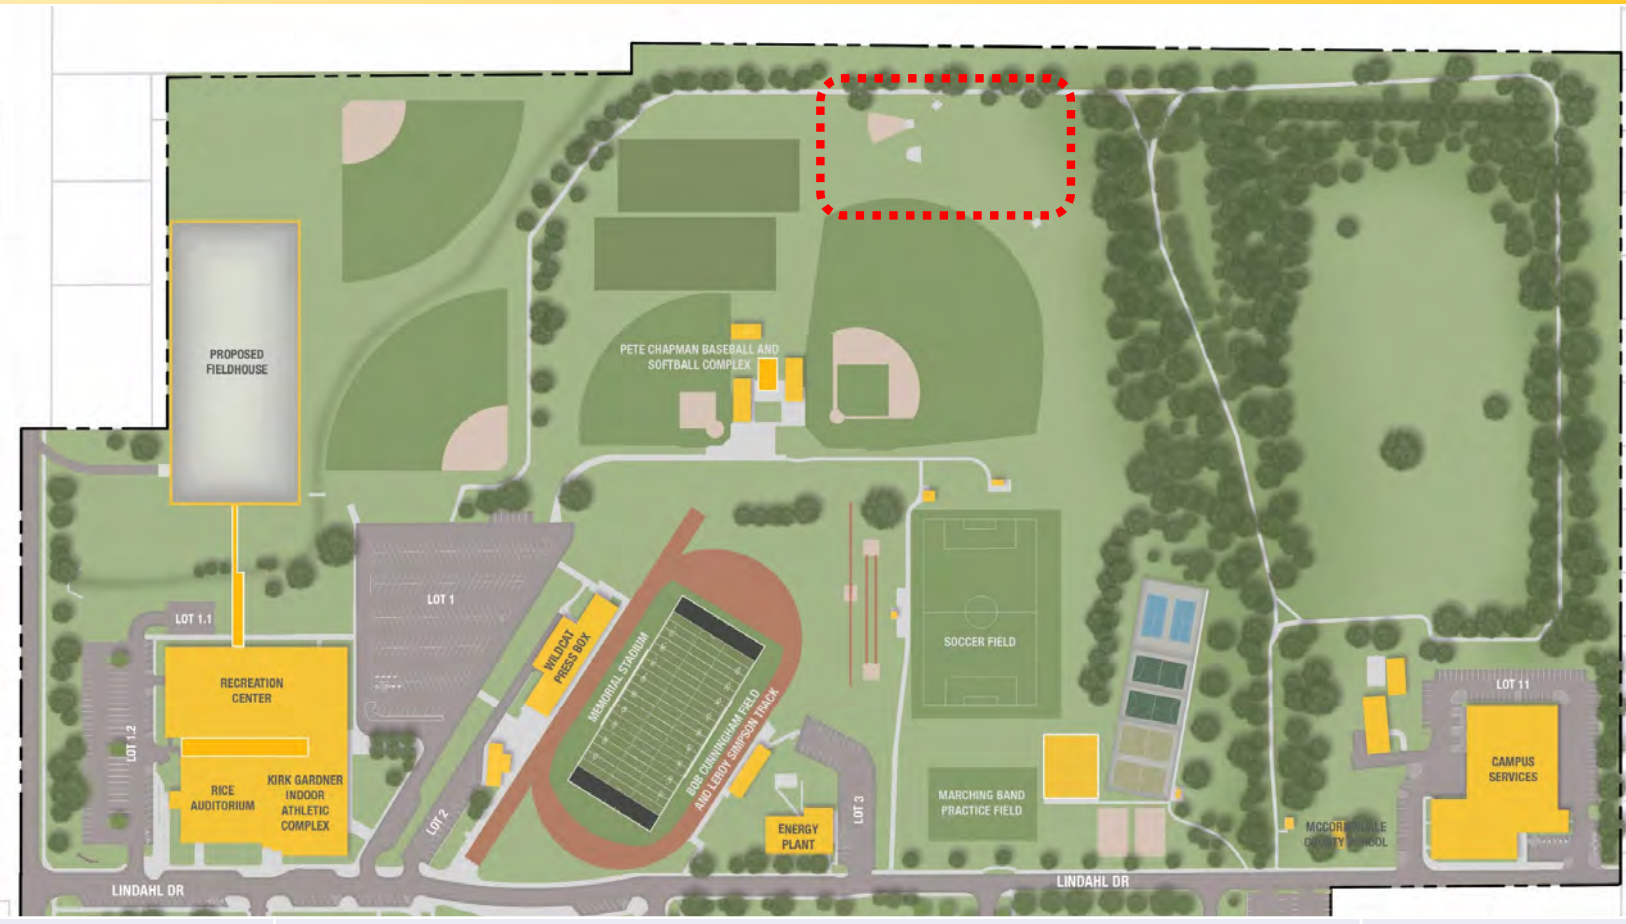 PROPOSED
FIELDHOUSE
PETE CHAPMAN BASEBALL AND
SOFTBALL COMPLEX
LOT 1
LOT 1.1
WILDCAT
PRESS BOX
MEMORIAL STADIUM
SOCCER FIELD
RECREATION
CENTER
LOT 11
LOT 1.2
BOB CUNNINGHAM FIELD
AND LEROY SIMPSON TRACK
CAMPUS
SERVICES
RICE
AUDITORIUM
KIRK GARDNER
INDOOR
ATHLETIC
COMPLEX
MARCHING BAND
PRACTICE FIELD
LOT 2
LOT 3
ENERGY
PLANT
COUNTY SCHOOL
LINDAHL DR
LINDAHL DR